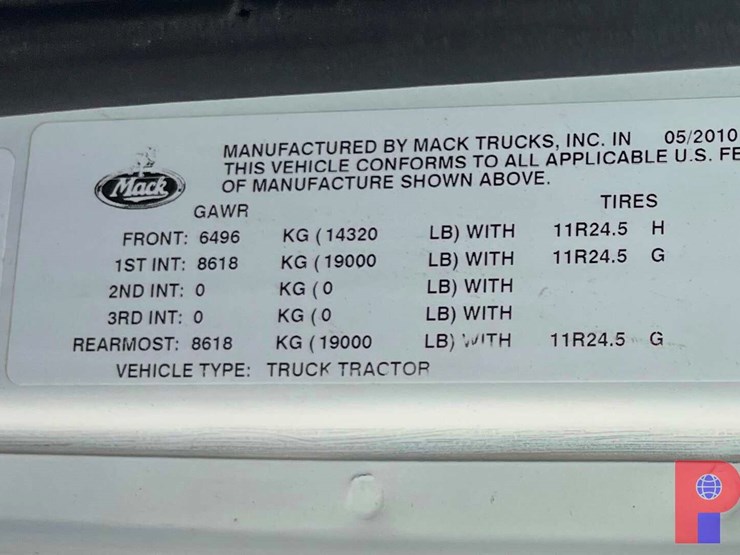 MANUFACTURED BY MACK TRUCKS, INC. IN 05/2010
THIS VEHICLE CONFORMS TO ALL APPLICABLE U.S. FE
OF MANUFACTURE SHOWN ABOVE.
Mack
GAWR TIRES
FRONT: 6496 KG ( 14320 LB) WITH 11R24.5 H
1ST INT: 8618 KG ( 19000 LB) WITH 11R24.5 G
2ND INT: 0 KG ( 0 LB) WITH
3RD INT: 0 KG ( 0 LB) WITH
REARMOST: 8618 KG ( 19000 LB) WITH 11R24.5 G
VEHICLE TYPE: TRUCK TRACTOR